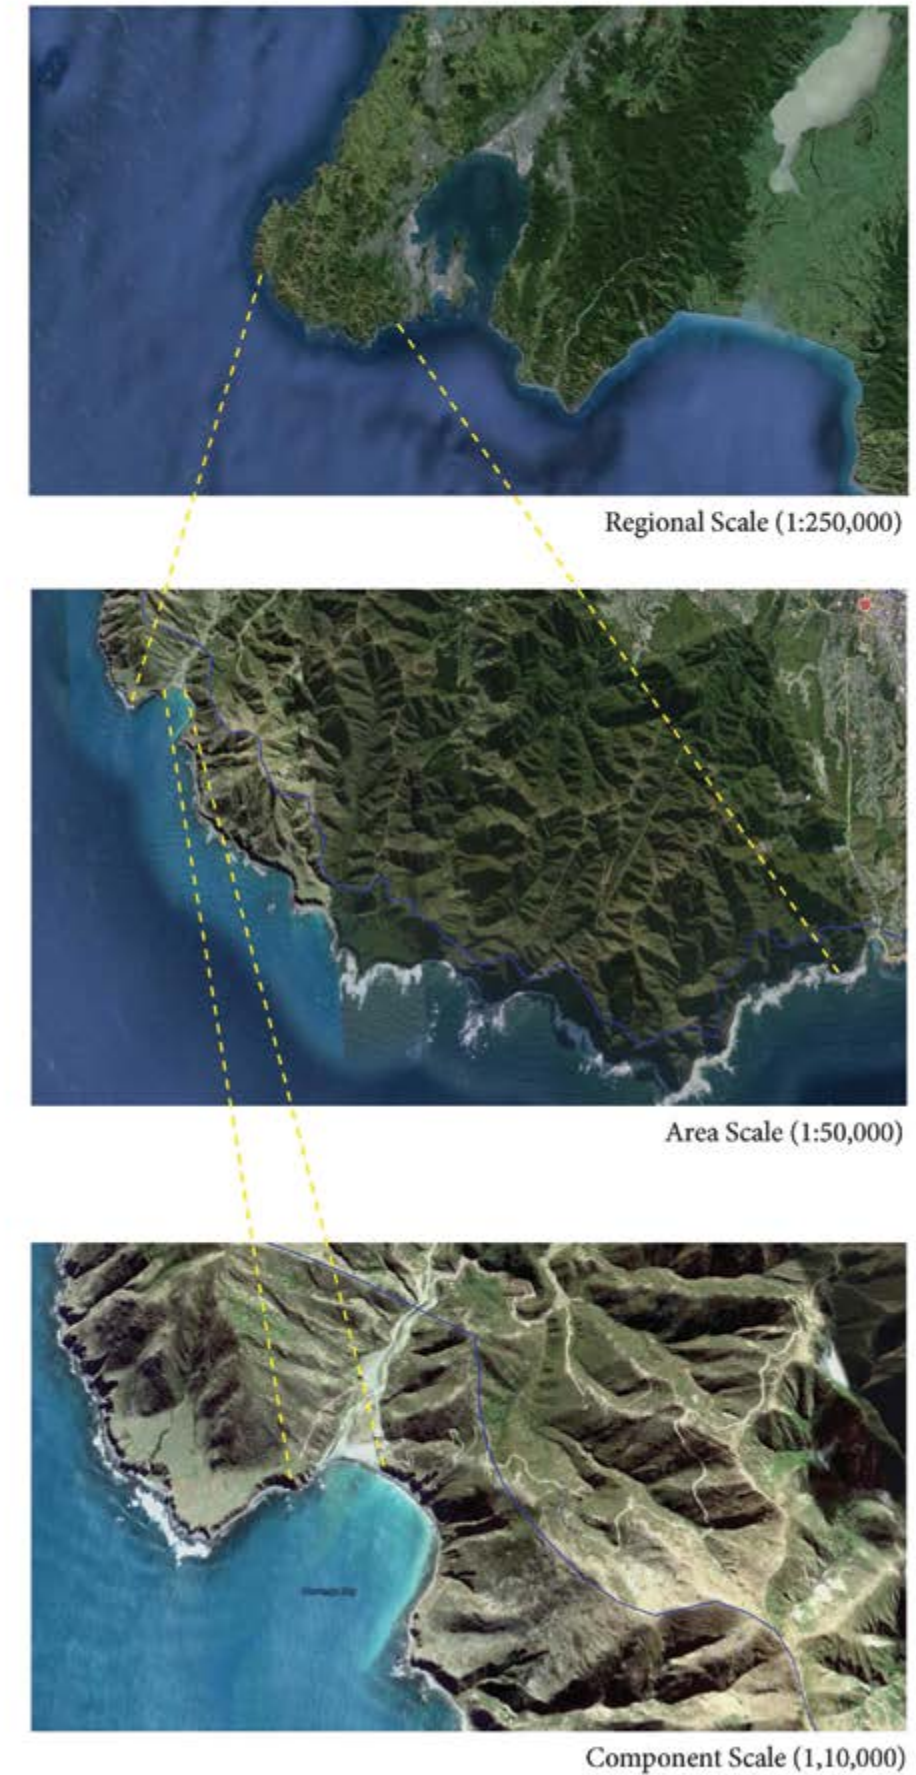 Regional Scale (1:250,000)
Area Scale (1:50,000)
Component Scale (1,10,000)